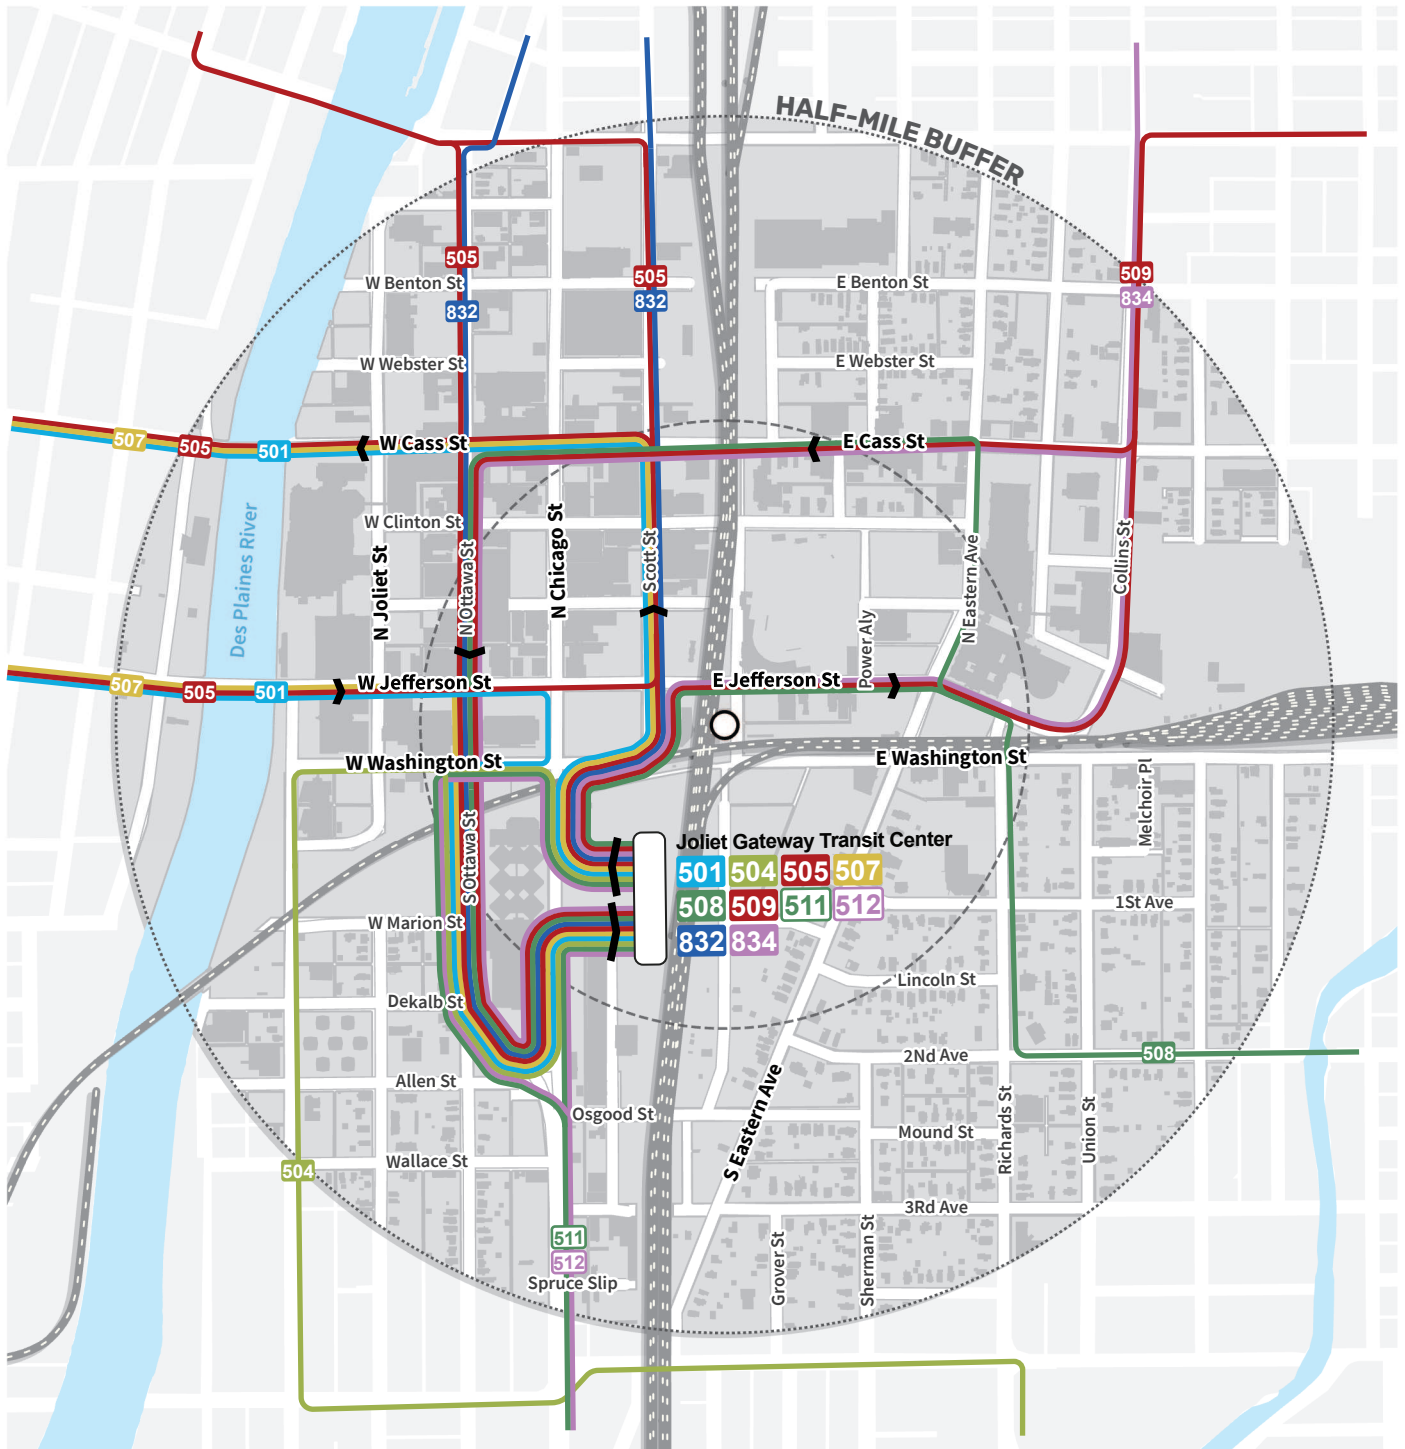 HALF-MILE BUFFER
505
505
509
W Benton St
E Benton St
832
832
834
W Webster St
E Webster St
507
505
501
W Cass St
E Cass St
W Clinton St
N Joliet St
N Ottawa St
N Chicago St
Scott St
Power Aly
N Eastern Ave
Collins St
Des Plaines River
507
505
501
W Jefferson St
E Jefferson St
W Washington St
E Washington St
Melchoir Pl
S Ottawa St
Joliet Gateway Transit Center
501 504 505 507
508 509 511 512
832 834
1St Ave
W Marion St
Lincoln St
Dekalb St
2Nd Ave
508
Allen St
Osgood St
S Eastern Ave
Mound St
Richards St
Union St
Wallace St
504
3Rd Ave
511
512
Spruce Slip
Grover St
Sherman St